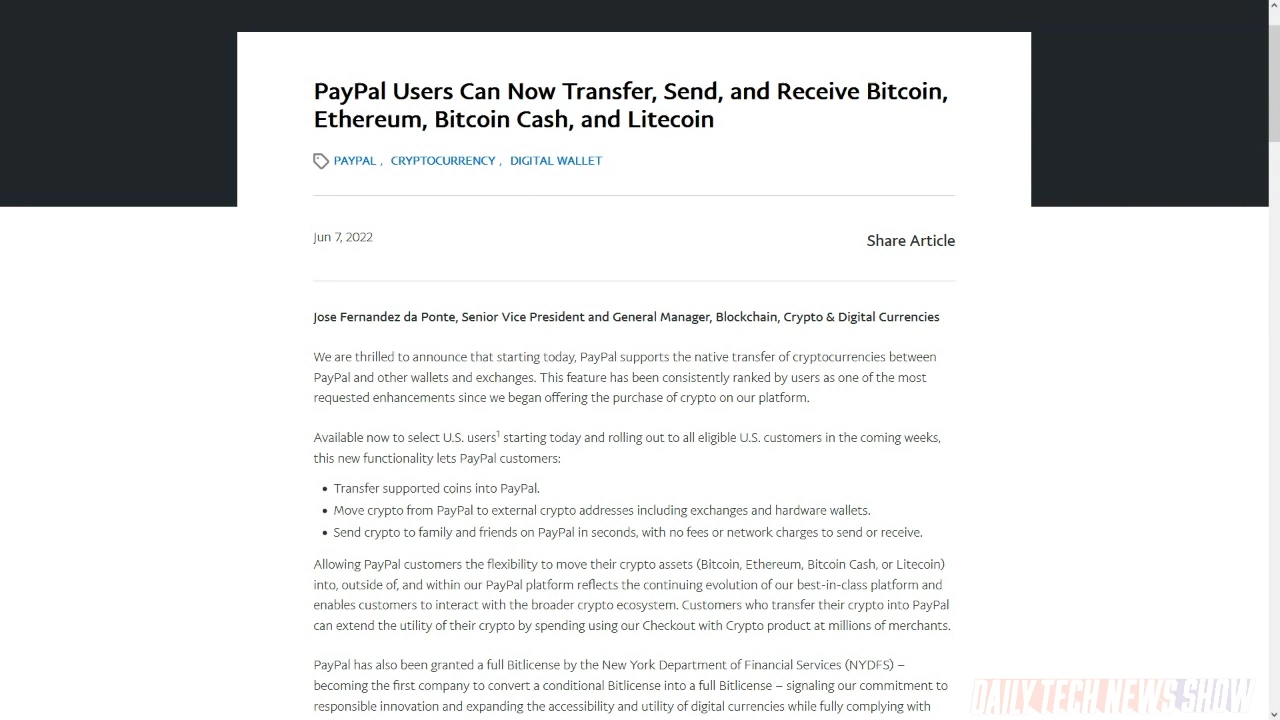 PayPal Users Can Now Transfer, Send, and Receive Bitcoin,
Ethereum, Bitcoin Cash, and Litecoin
PAYPAL , CRYPTOCURRENCY , DIGITAL WALLET
Jun 7, 2022
Share Article
Jose Fernandez da Ponte, Senior Vice President and General Manager, Blockchain, Crypto & Digital Currencies
We are thrilled to announce that starting today, PayPal supports the native transfer of cryptocurrencies between
PayPal and other wallets and exchanges. This feature has been consistently ranked by users as one of the most
requested enhancements since we began offering the purchase of crypto on our platform.
Available now to select U.S. users¹ starting today and rolling out to all eligible U.S. customers in the coming weeks,
this new functionality lets PayPal customers:
• Transfer supported coins into PayPal.
• Move crypto from PayPal to external crypto addresses including exchanges and hardware wallets.
• Send crypto to family and friends on PayPal in seconds, with no fees or network charges to send or receive.
Allowing PayPal customers the flexibility to move their crypto assets (Bitcoin, Ethereum, Bitcoin Cash, or Litecoin)
into, outside of, and within our PayPal platform reflects the continuing evolution of our best-in-class platform and
enables customers to interact with the broader crypto ecosystem. Customers who transfer their crypto into PayPal
can extend the utility of their crypto by spending using our Checkout with Crypto product at millions of merchants.
PayPal has also been granted a full Bitlicense by the New York Department of Financial Services (NYDFS) –
becoming the first company to convert a conditional Bitlicense into a full Bitlicense – signaling our commitment to
responsible innovation and expanding the accessibility and utility of digital currencies while fully complying with
DAILY TECH NEWS SHOW